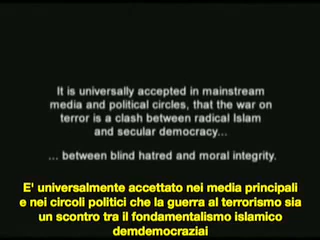 It is universally accepted in mainstream
media and political circles, that the war on
terror is a clash between radical Islam
and secular democracy...
... between blind hatred and moral integrity.
E' universalmente accettato nei media principali
e nei circoli politici che la guerra al terrorismo sia
un scontro tra il fondamentalismo islamico
demdemocraziai